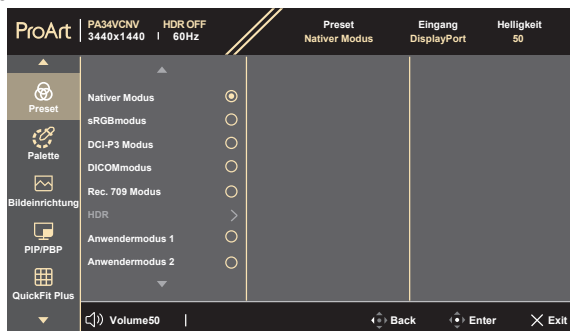 ProArt
PA34VCNV HDR OFF
3440x1440 I 60Hz
Preset
Nativer Modus
Eingang
DisplayPort
Helligkeit
50
Preset
Palette
Bildeinrichtung
PIP/PBP
QuickFit Plus
Nativer Modus
sRGBmodus
DCI-P3 Modus
DICOMmodus
Rec. 709 Modus
HDR
Anwendermodus 1
Anwendermodus 2
Volume50 |
Back
Enter
Exit